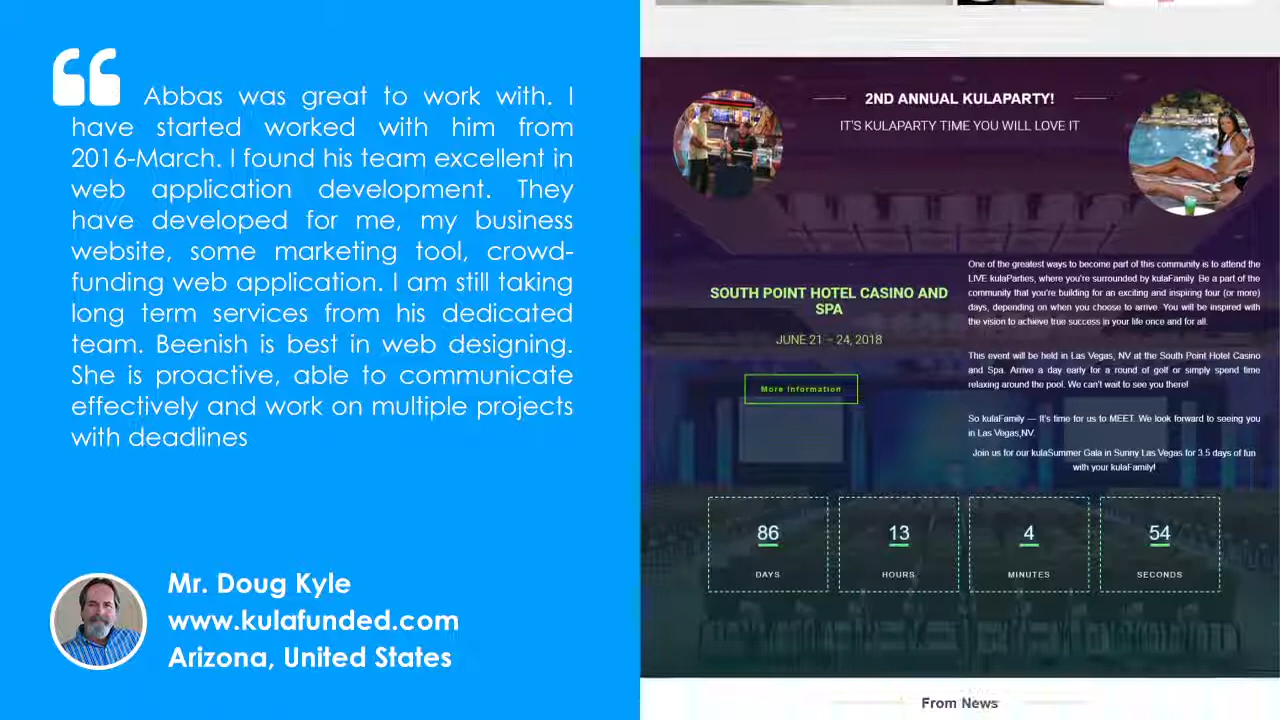 Abbas was great to work with. I
have started worked with him from
2016-March. I found his team excellent in
web application development. They
have developed for me, my business
website, some marketing tool, crowd-
funding web application. I am still taking
long term services from his dedicated
team. Beenish is best in web designing.
She is proactive, able to communicate
effectively and work on multiple projects
with deadlines
Mr. Doug Kyle
www.kulafunded.com
Arizona, United States
2ND ANNUAL KULAPARTY!
IT'S KULAPARTY TIME YOU WILL LOVE IT
SOUTH POINT HOTEL CASINO AND
SPA
JUNE 21 – 24, 2018
More Information
One of the greatest ways to become part of this community is to attend the
LIVE kulaParties, where you're surrounded by kulaFamily. Be a part of the
community that you're building for an exciting and inspiring four (or more)
days, depending on when you choose to arrive. You will be inspired with
the vision to achieve true success in your life once and for all.
This event will be held in Las Vegas, NV at the South Point Hotel Casino
and Spa. Arrive a day early for a round of golf or simply spend time
relaxing around the pool. We can't wait to see you there!
So kulaFamily — It's time for us to MEET. We look forward to seeing you
in Las Vegas,NV.
Join us for our kulaSummer Gala in Sunny Las Vegas for 3.5 days of fun
with your kulaFamily!
86 13 4 54
DAYS HOURS MINUTES SECONDS
From News